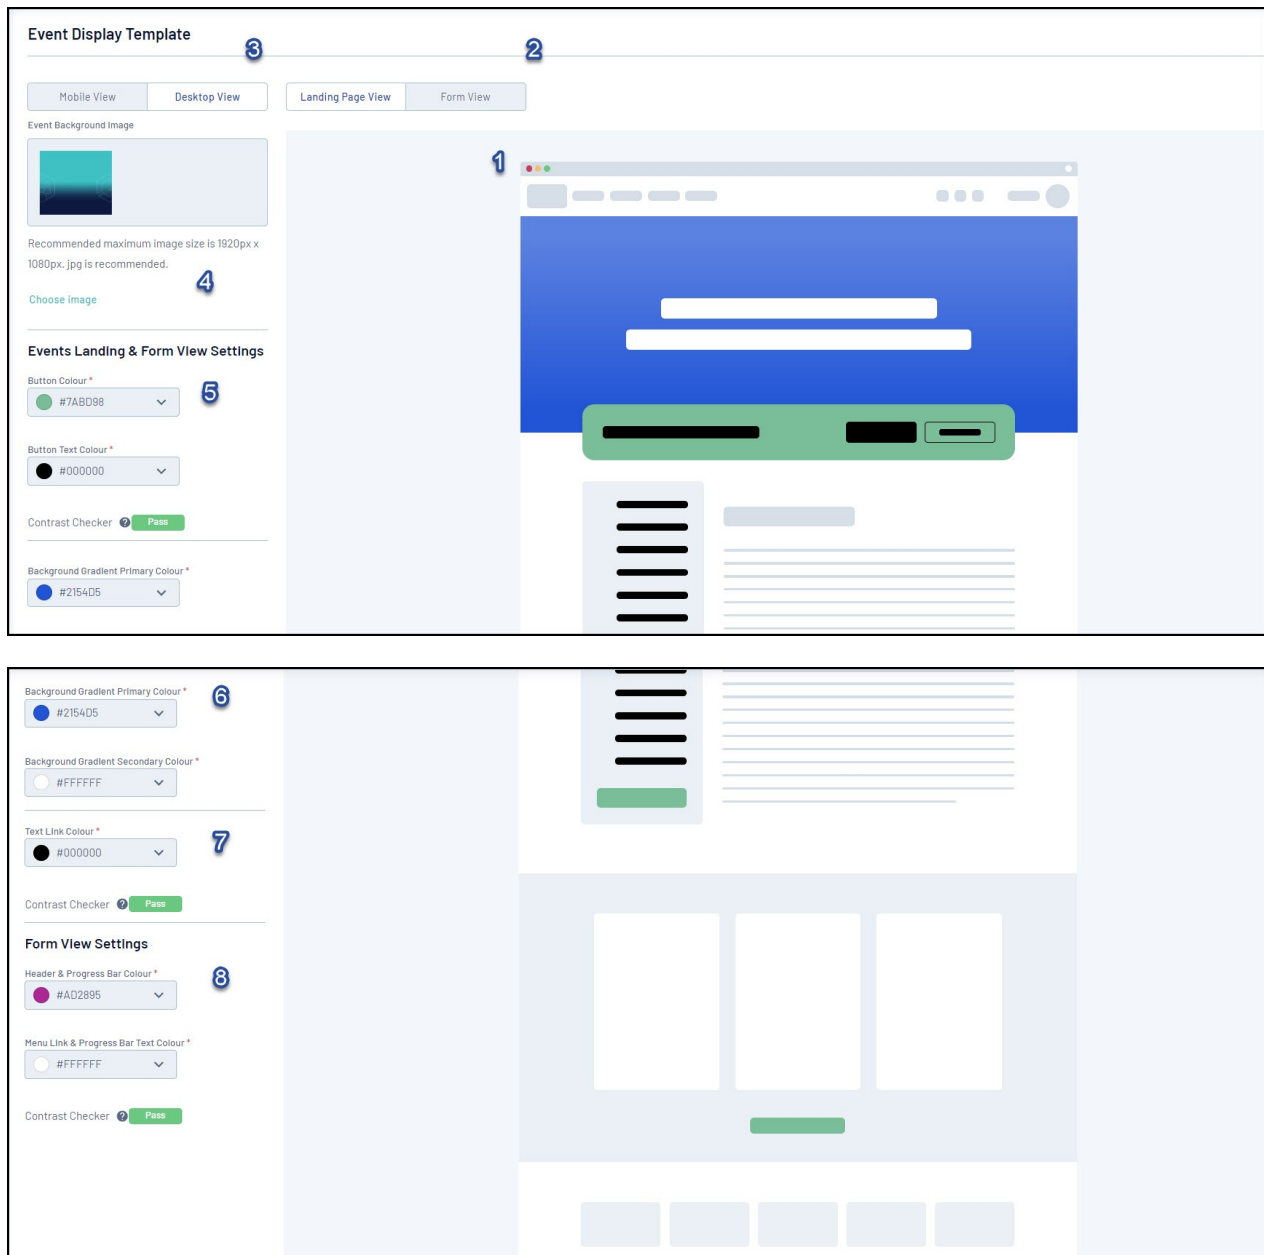 Event Display Template
3
2
Mobile View
Desktop View
Landing Page View
Form View
Event Background Image
1
Recommended maximum image size is 1920px x
1080px. jpg is recommended.
4
Choose image
Events Landing & Form View Settings
Button Colour *
5
#7ABD98
Button Text Colour *
#000000
Contrast Checker ? Pass
Background Gradient Primary Colour *
#2154D5
Background Gradient Primary Colour *
6
#2154D5
Background Gradient Secondary Colour *
#FFFFFF
Text Link Colour *
7
#000000
Contrast Checker ? Pass
Form View Settings
Header & Progress Bar Colour *
8
#AD2895
Menu Link & Progress Bar Text Colour *
#FFFFFF
Contrast Checker ? Pass